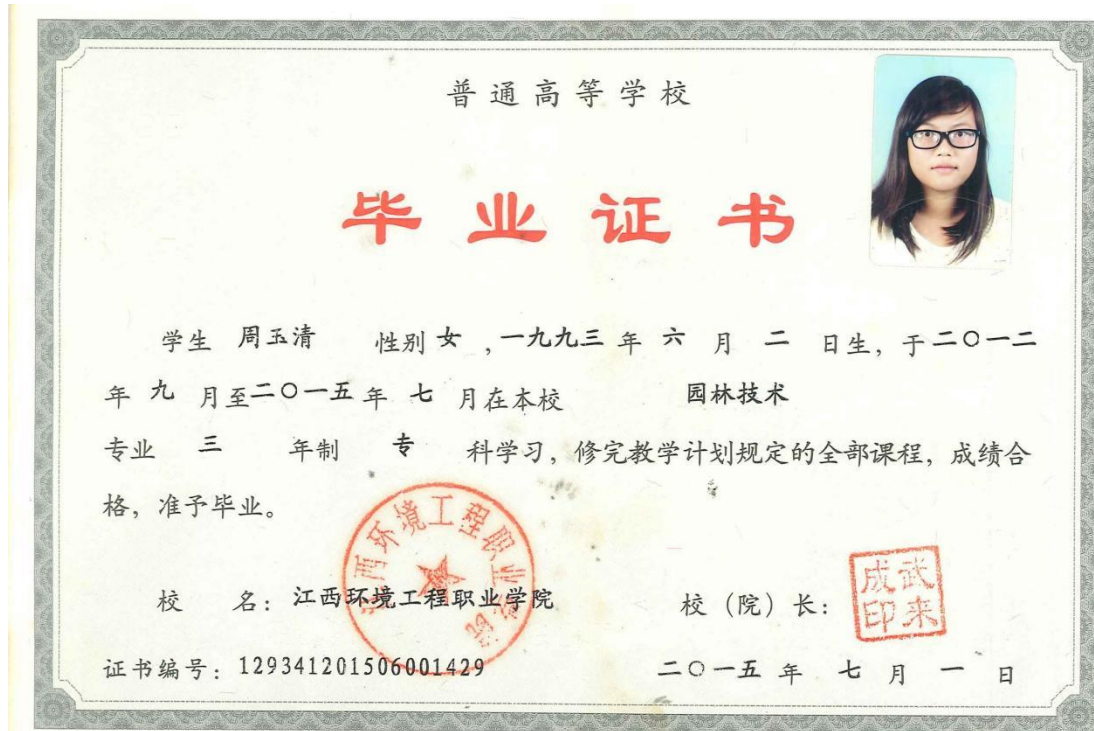 普通高等学校
毕业证书
学生 周玉清 性别 女 ,一九九三 年 六 月 二 日生, 于二〇一二
年 九 月至二〇一五 年 七 月在本校 园林技术
专业 三 年制 专 科学习, 修完教学计划规定的全部课程, 成绩合
格, 准予毕业。
江西环境工程职业学院
校 名: 江西环境工程职业学院
校 (院) 长:
武来成印
证书编号: 129341201506001429
二〇一五 年 七 月 一 日